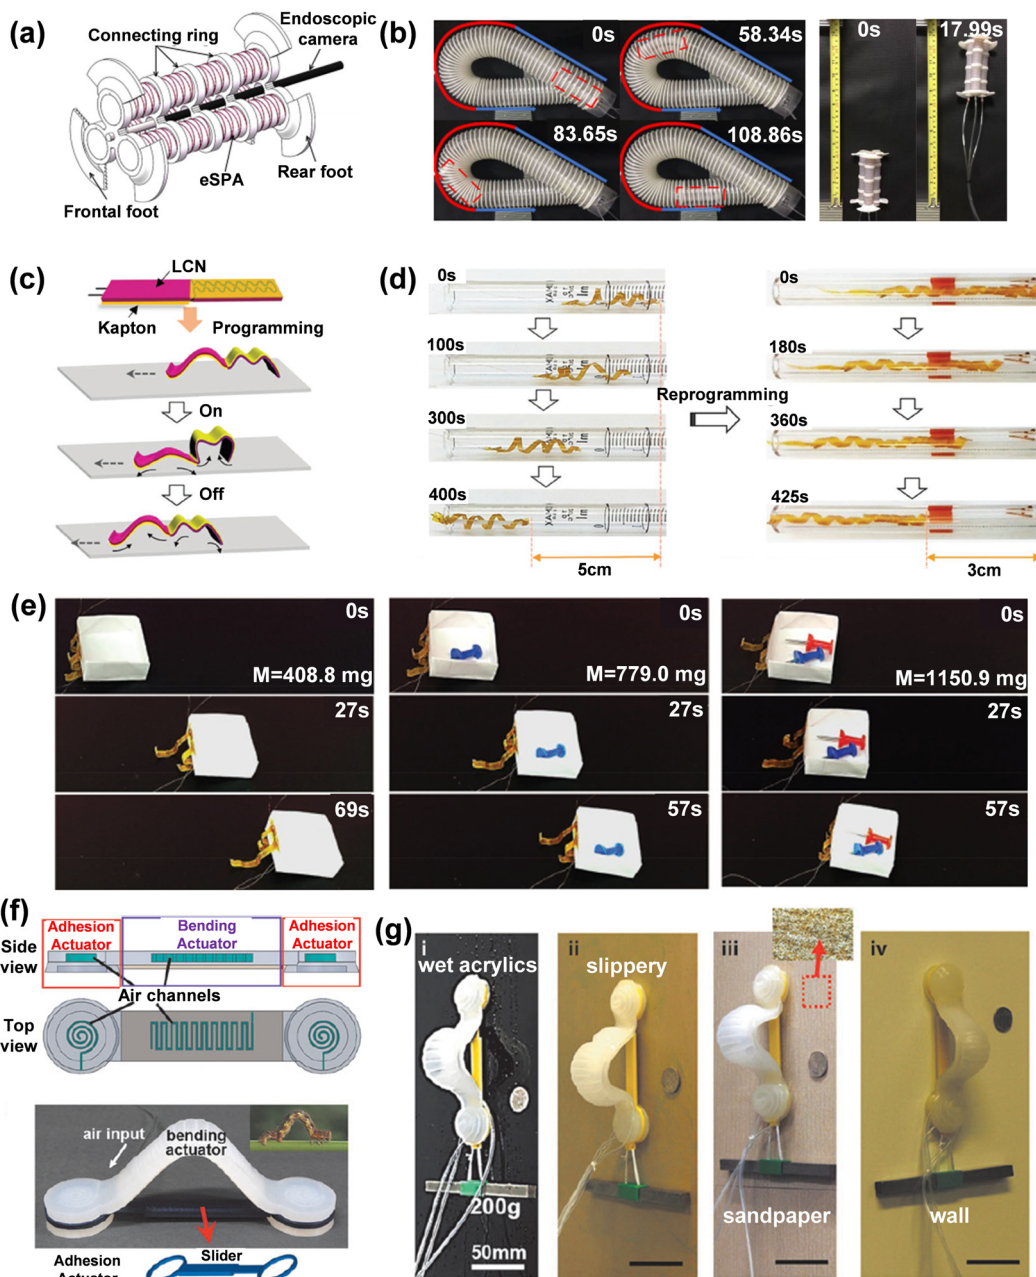 (a)
Connecting ring
Endoscopic
camera
eSPA
Rear foot
Frontal foot
(b)
0s
58.34s
83.65s
108.86s
0s
17.99s
(c)
LCN
Kapton
Programming
On
Off
(d)
0s
100s
300s
400s
5cm
Reprogramming
0s
180s
360s
425s
3cm
(e)
0s
M=408.8 mg
27s
69s
0s
M=779.0 mg
27s
57s
0s
M=1150.9 mg
27s
57s
(f)
Adhesion
Actuator
Bending
Actuator
Adhesion
Actuator
Side
view
Air channels
Top
view
air input
bending
actuator
Slider
Adhesion
(g)
i
wet acrylics
200g
50mm
ii
slippery
iii
sandpaper
iv
wall